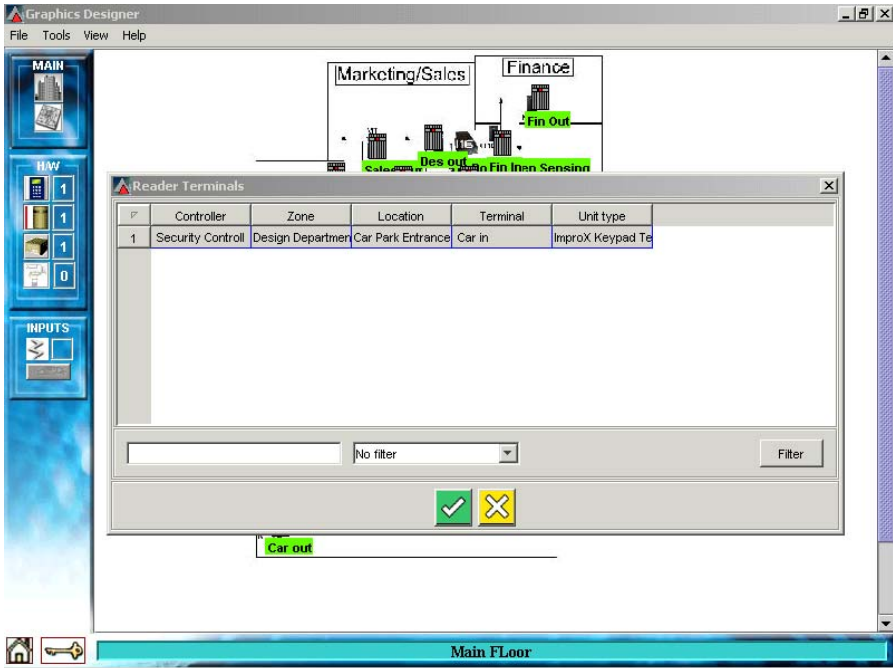 Graphics Designer
File Tools View Help
MAIN
Marketing/Sales
Finance
Fin Out
Des out
H/W
1
1
1
0
Reader Terminals
Controller Zone Location Terminal Unit type
1 Security Controll Design Departmen Car Park Entrance Car in ImproX Keypad Te
INPUTS
No filter
Filter
Car out
Main FLoor